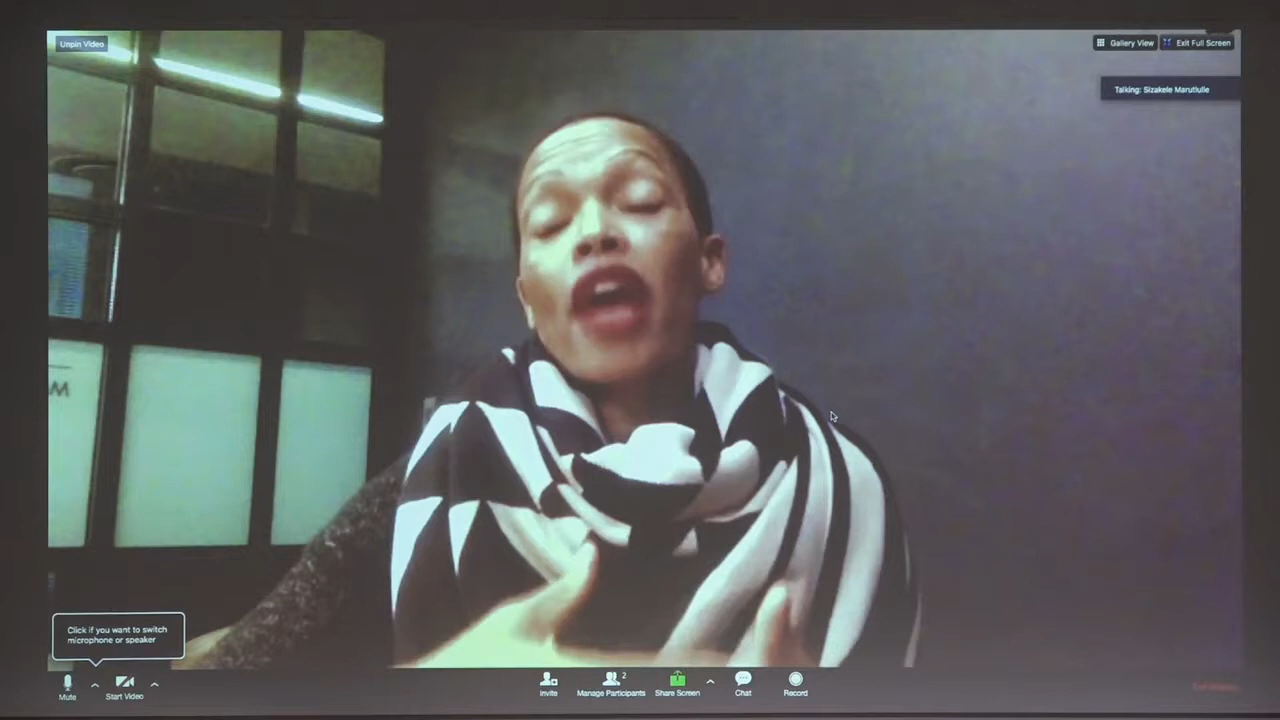 Unpin Video
Gallery View
Exit Full Screen
Talking: Sizakele Marutlulle
M
Click if you want to switch
microphone or speaker
Mute
Start Video
Invite
Manage Participants
2
Share Screen
Chat
Record